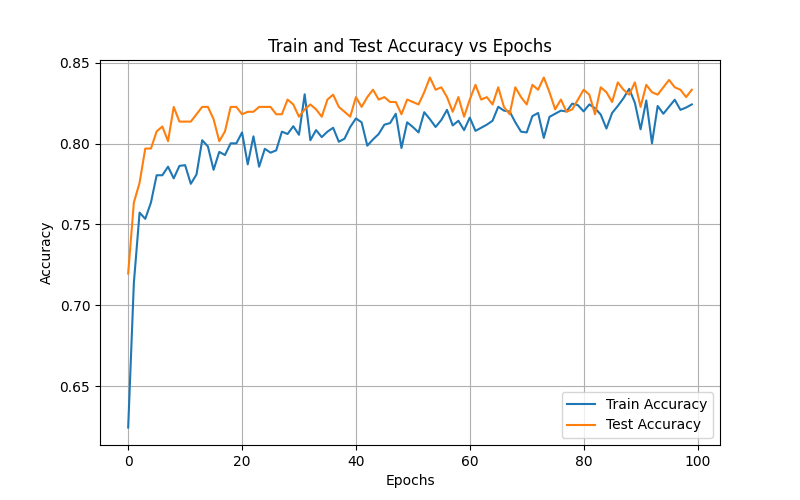 Train and Test Accuracy vs Epochs
0.85
0.80
0.75
0.70
0.65
Accuracy
0 20 40 60 80 100
Epochs
Train Accuracy
Test Accuracy